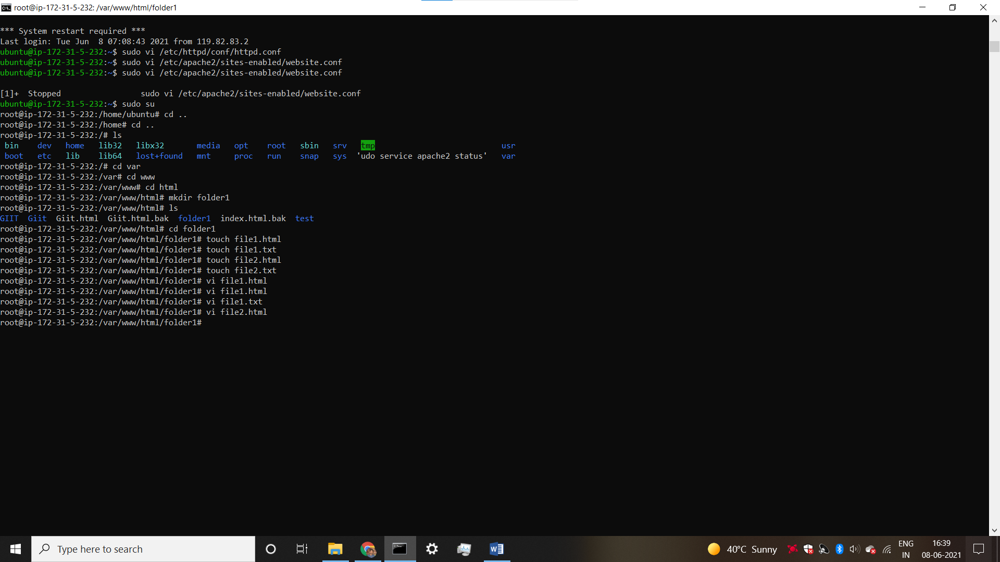 root@ip-172-31-5-232: /var/www/html/folder1
*** System restart required ***
Last login: Tue Jun  8 07:08:43 2021 from 119.82.83.2
ubuntu@ip-172-31-5-232:~$ sudo vi /etc/httpd/conf/httpd.conf
ubuntu@ip-172-31-5-232:~$ sudo vi /etc/apache2/sites-enabled/website.conf
ubuntu@ip-172-31-5-232:~$ sudo vi /etc/apache2/sites-enabled/website.conf
[1]+  Stopped                 sudo vi /etc/apache2/sites-enabled/website.conf
ubuntu@ip-172-31-5-232:~$ sudo su
root@ip-172-31-5-232:/home/ubuntu# cd ..
root@ip-172-31-5-232:/home# cd ..
root@ip-172-31-5-232:/# ls
bin    dev   home   lib32   libx32       media   opt    root   sbin   srv   tmp                           usr
boot   etc   lib    lib64   lost+found   mnt     proc   run    snap   sys  'udo service apache2 status'   var
root@ip-172-31-5-232:/# cd var
root@ip-172-31-5-232:/var# cd www
root@ip-172-31-5-232:/var/www# cd html
root@ip-172-31-5-232:/var/www/html# mkdir folder1
root@ip-172-31-5-232:/var/www/html# ls
GIIT  Giit  Giit.html  Giit.html.bak  folder1  index.html.bak  test
root@ip-172-31-5-232:/var/www/html# cd folder1
root@ip-172-31-5-232:/var/www/html/folder1# touch file1.html
root@ip-172-31-5-232:/var/www/html/folder1# touch file1.txt
root@ip-172-31-5-232:/var/www/html/folder1# touch file2.html
root@ip-172-31-5-232:/var/www/html/folder1# touch file2.txt
root@ip-172-31-5-232:/var/www/html/folder1# vi file1.html
root@ip-172-31-5-232:/var/www/html/folder1# vi file1.html
root@ip-172-31-5-232:/var/www/html/folder1# vi file1.txt
root@ip-172-31-5-232:/var/www/html/folder1# vi file2.html
root@ip-172-31-5-232:/var/www/html/folder1#
Type here to search
40°C Sunny
ENG
IN
16:39
08-06-2021